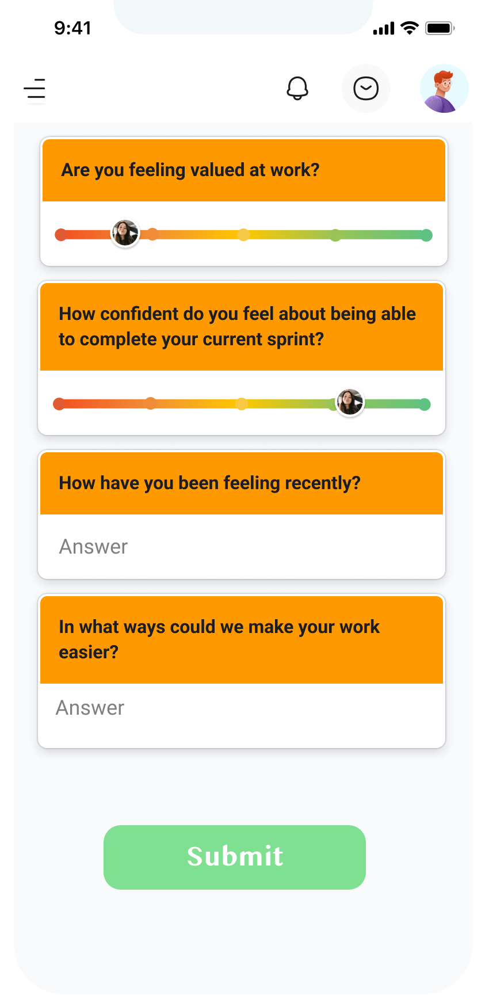 9:41
Are you feeling valued at work?
How confident do you feel about being able
to complete your current sprint?
How have you been feeling recently?
Answer
In what ways could we make your work
easier?
Answer
Submit